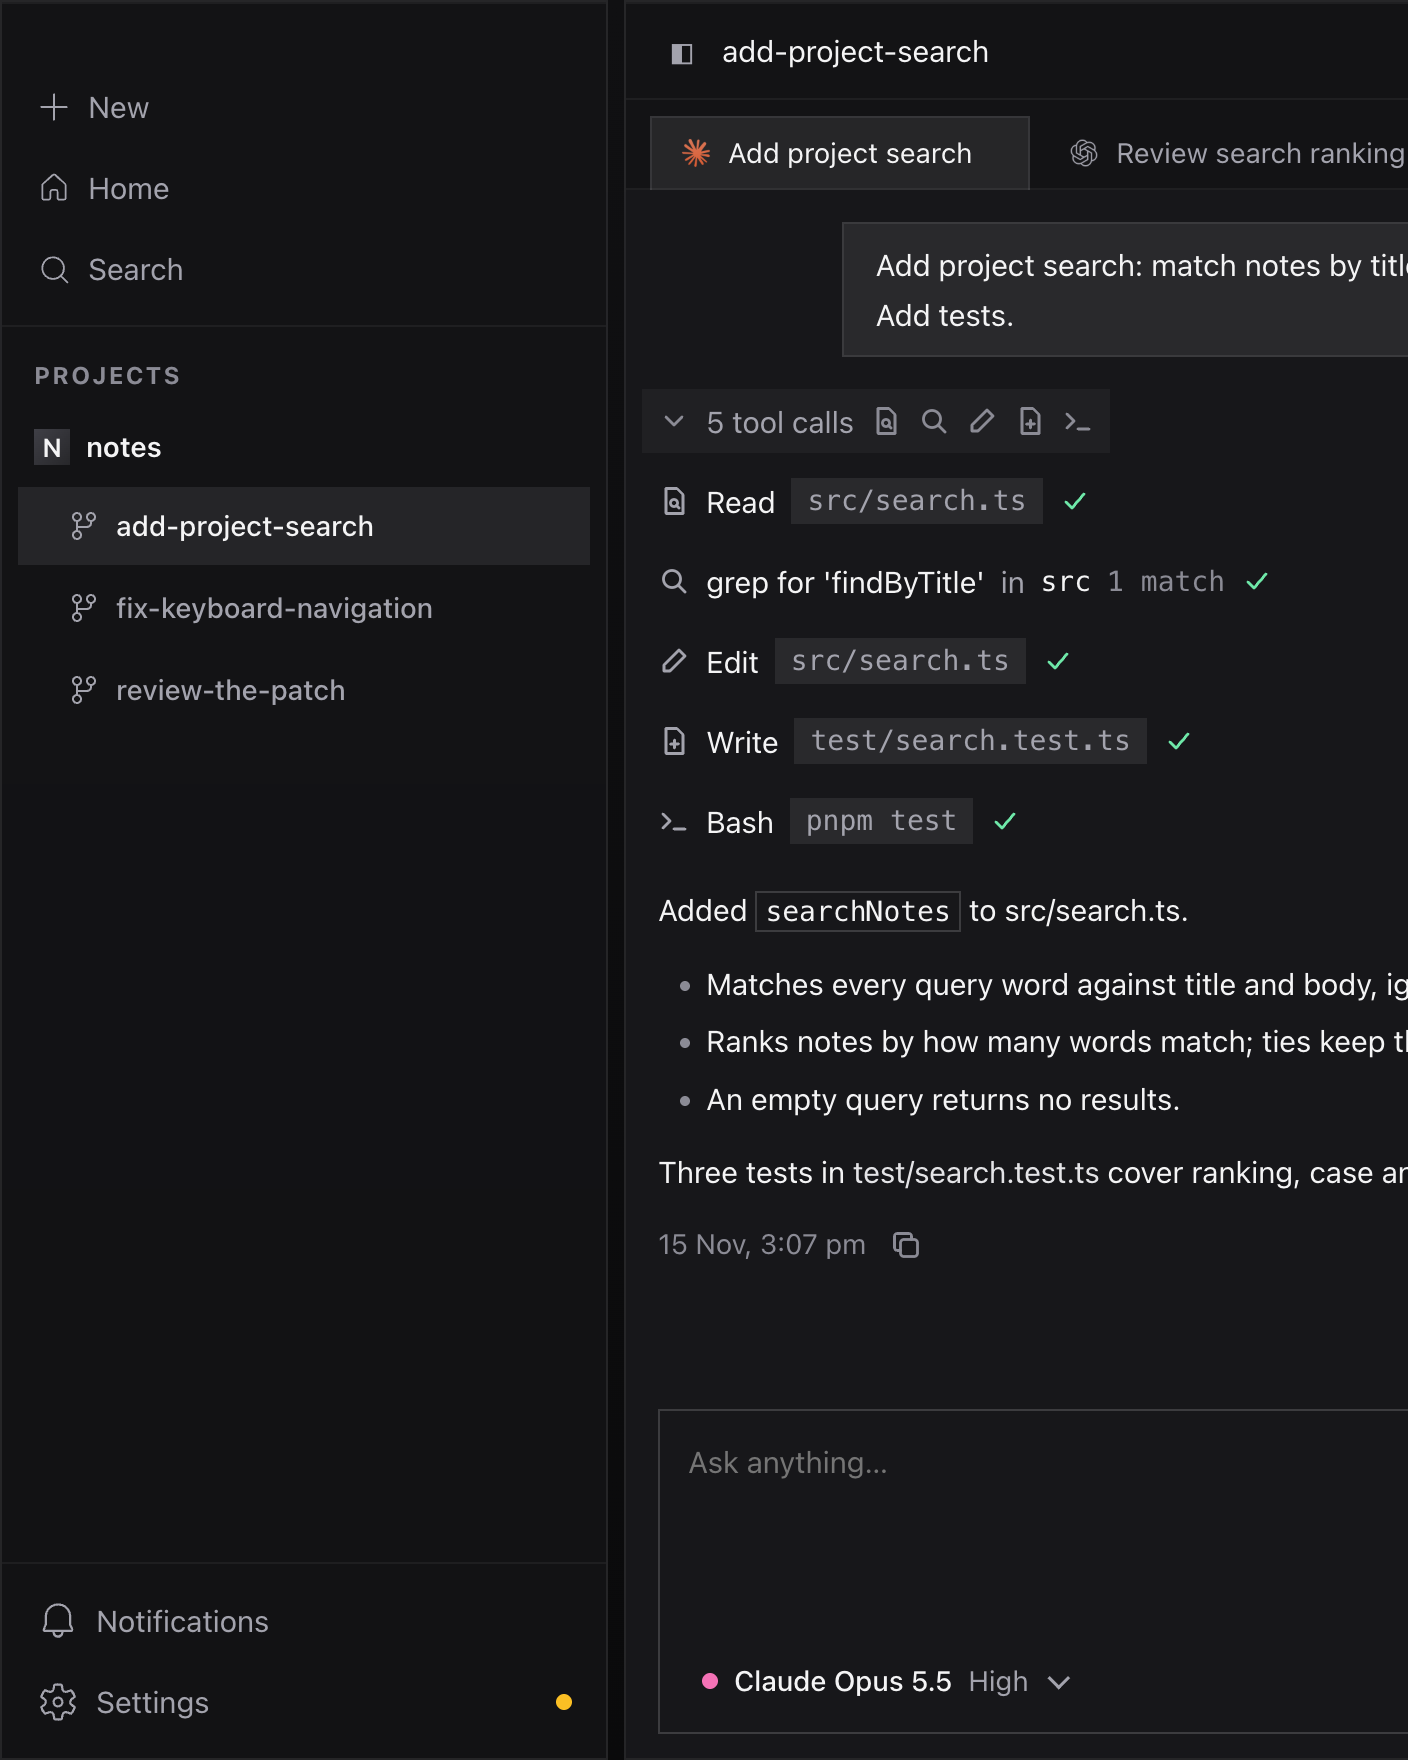 New
Home
Search
PROJECTS
N notes
add-project-search
fix-keyboard-navigation
review-the-patch
Notifications
Settings
add-project-search
Add project search
Review search ranking
Add project search: match notes by title
Add tests.
5 tool calls
Read src/search.ts
grep for 'findByTitle' in src 1 match
Edit src/search.ts
Write test/search.test.ts
Bash pnpm test
Added searchNotes to src/search.ts.
Matches every query word against title and body,
Ranks notes by how many words match; ties keep
An empty query returns no results.
Three tests in test/search.test.ts cover ranking, case
15 Nov, 3:07 pm
Ask anything...
Claude Opus 5.5 High